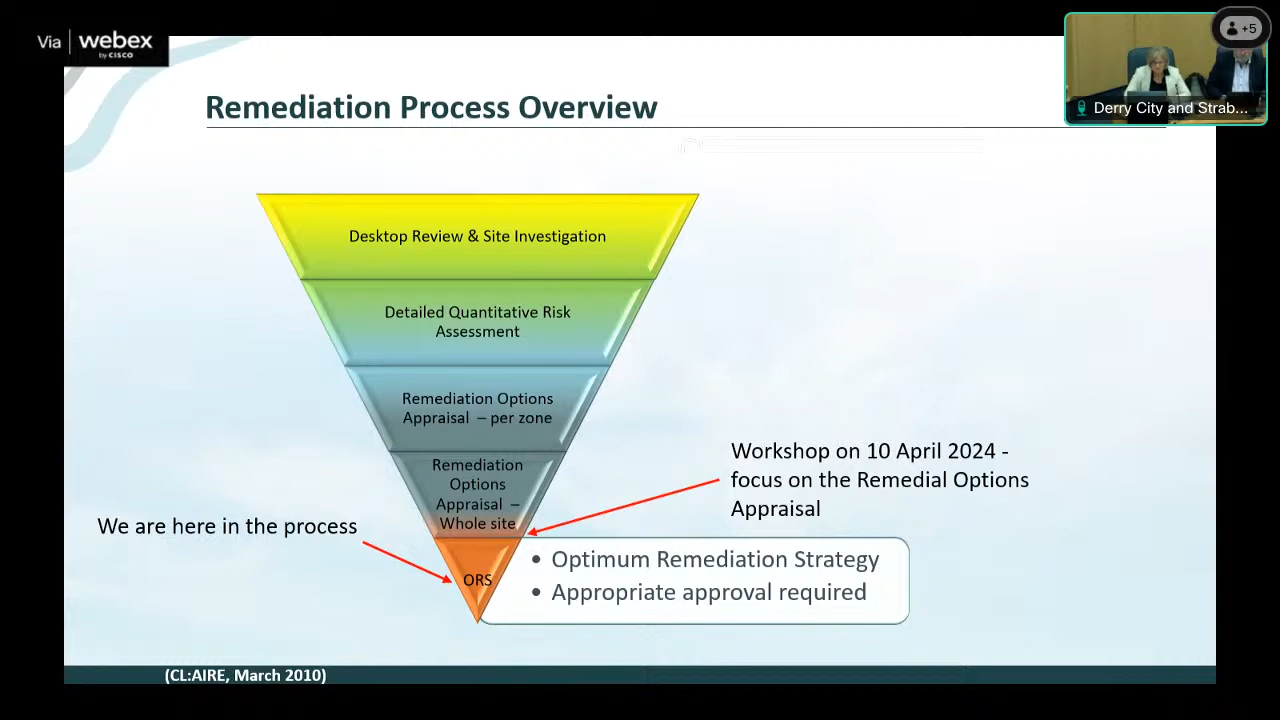 Via webex
by CISCO
+5
Derry City and Strab...
Remediation Process Overview
Desktop Review & Site Investigation
Detailed Quantitative Risk
Assessment
Remediation Options
Appraisal – per zone
Remediation
Options
Appraisal –
Whole site
Workshop on 10 April 2024 -
focus on the Remedial Options
Appraisal
We are here in the process
ORS
• Optimum Remediation Strategy
• Appropriate approval required
(CL:AIRE, March 2010)